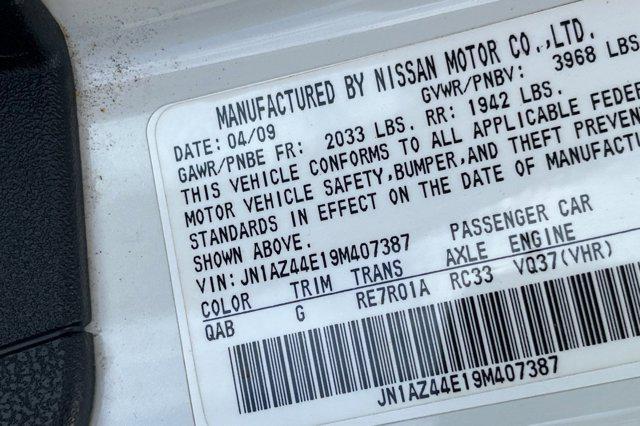 MANUFACTURED BY NISSAN MOTOR CO.,LTD.
DATE: 04/09 GVWR/PNBV: 3968 LBS
GAWR/PNBE FR: 2033 LBS. RR: 1942 LBS.
THIS VEHICLE CONFORMS TO ALL APPLICABLE FEDER
MOTOR VEHICLE SAFETY,BUMPER,AND THEFT PREVEN
STANDARDS IN EFFECT ON THE DATE OF MANUFACTU
SHOWN ABOVE.
VIN: JN1AZ44E19M407387 PASSENGER CAR
COLOR TRIM TRANS AXLE ENGINE
QAB G RE7R01A RC33 VQ37(VHR)
JN1AZ44E19M407387